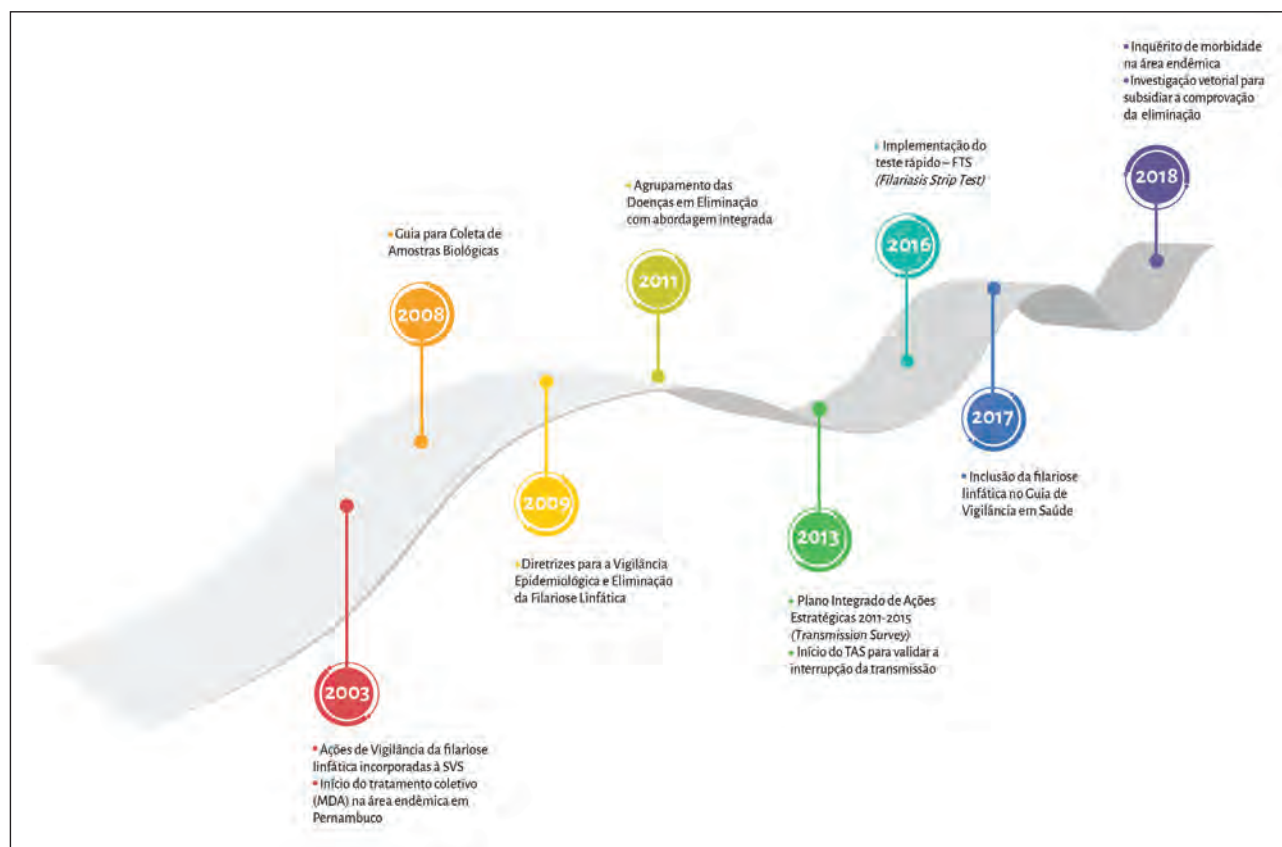 2003
• Ações de Vigilância da filariose
linfática incorporadas à SVS
• Início do tratamento coletivo
(MDA) na área endêmica em
Pernambuco
• Guia para Coleta de
Amostras Biológicas
2008
2009
• Diretrizes para a Vigilância
Epidemiológica e Eliminação
da Filariose Linfática
• Agrupamento das
Doenças em Eliminação
com abordagem integrada
2011
2013
• Plano Integrado de Ações
Estratégicas 2011-2015
(Transmission Survey)
• Início do TAS para validar a
interrupção da transmissão
• Implementação do
teste rápido – FTS
(Filariasis Strip Test)
2016
2017
• Inclusão da filariose
linfática no Guia de
Vigilância em Saúde
• Inquérito de morbidade
na área endêmica
• Investigação vetorial para
subsidiar a comprovação
da eliminação
2018